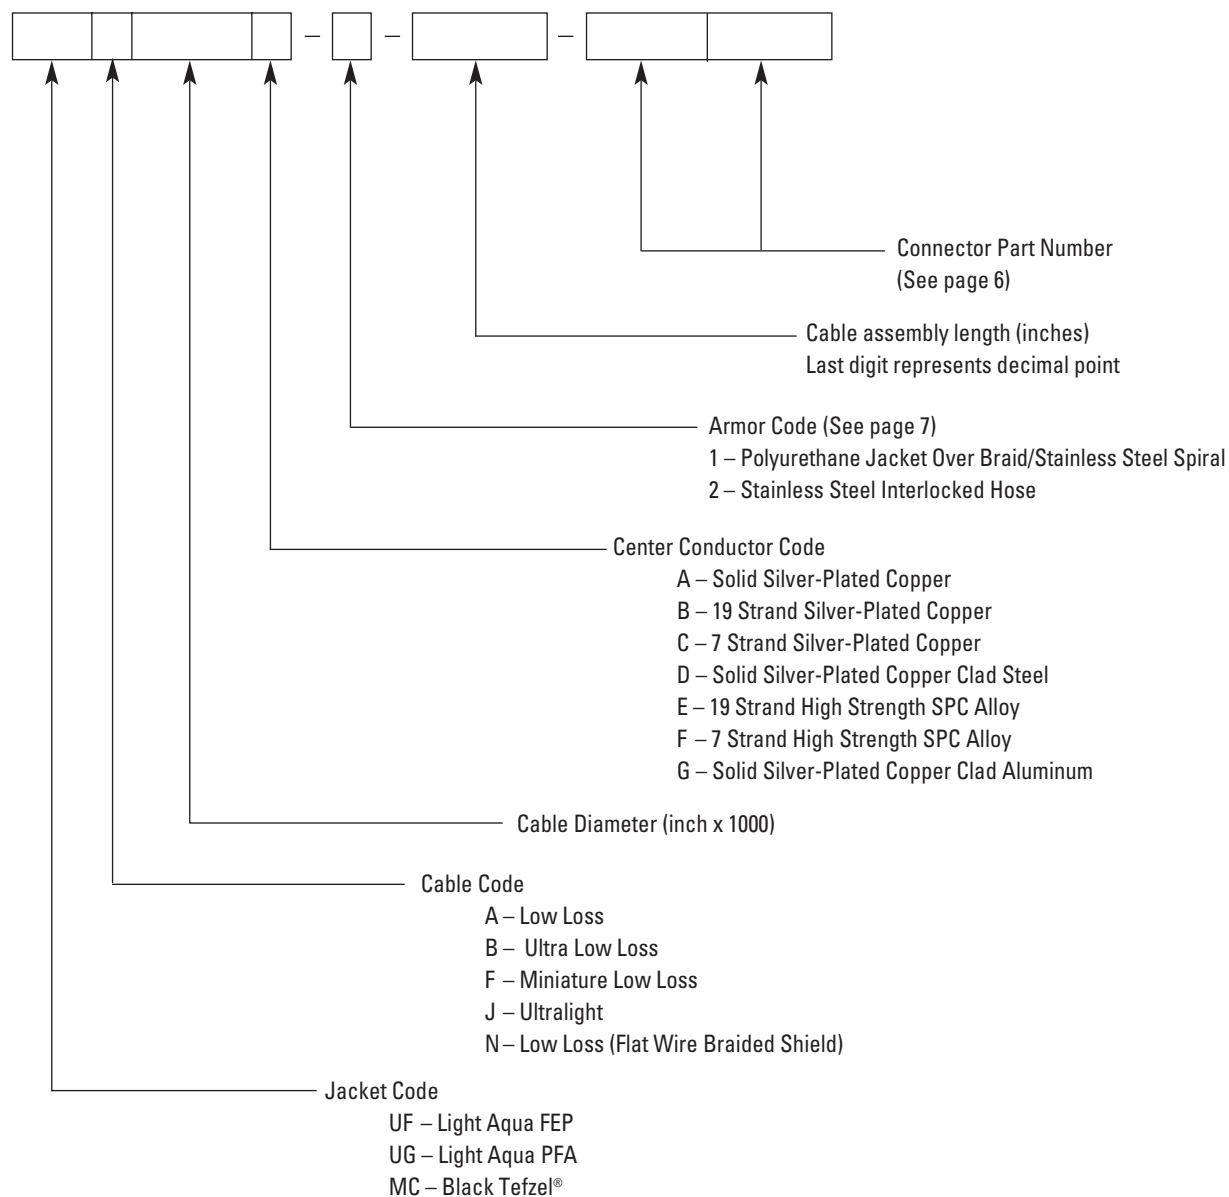 Connector Part Number
(See page 6)
Cable assembly length (inches)
Last digit represents decimal point
Armor Code (See page 7)
1 – Polyurethane Jacket Over Braid/Stainless Steel Spiral
2 – Stainless Steel Interlocked Hose
Center Conductor Code
A – Solid Silver-Plated Copper
B – 19 Strand Silver-Plated Copper
C – 7 Strand Silver-Plated Copper
D – Solid Silver-Plated Copper Clad Steel
E – 19 Strand High Strength SPC Alloy
F – 7 Strand High Strength SPC Alloy
G – Solid Silver-Plated Copper Clad Aluminum
Cable Diameter (inch x 1000)
Cable Code
A – Low Loss
B – Ultra Low Loss
F – Miniature Low Loss
J – Ultralight
N – Low Loss (Flat Wire Braided Shield)
Jacket Code
UF – Light Aqua FEP
UG – Light Aqua PFA
MC – Black Tefzel®